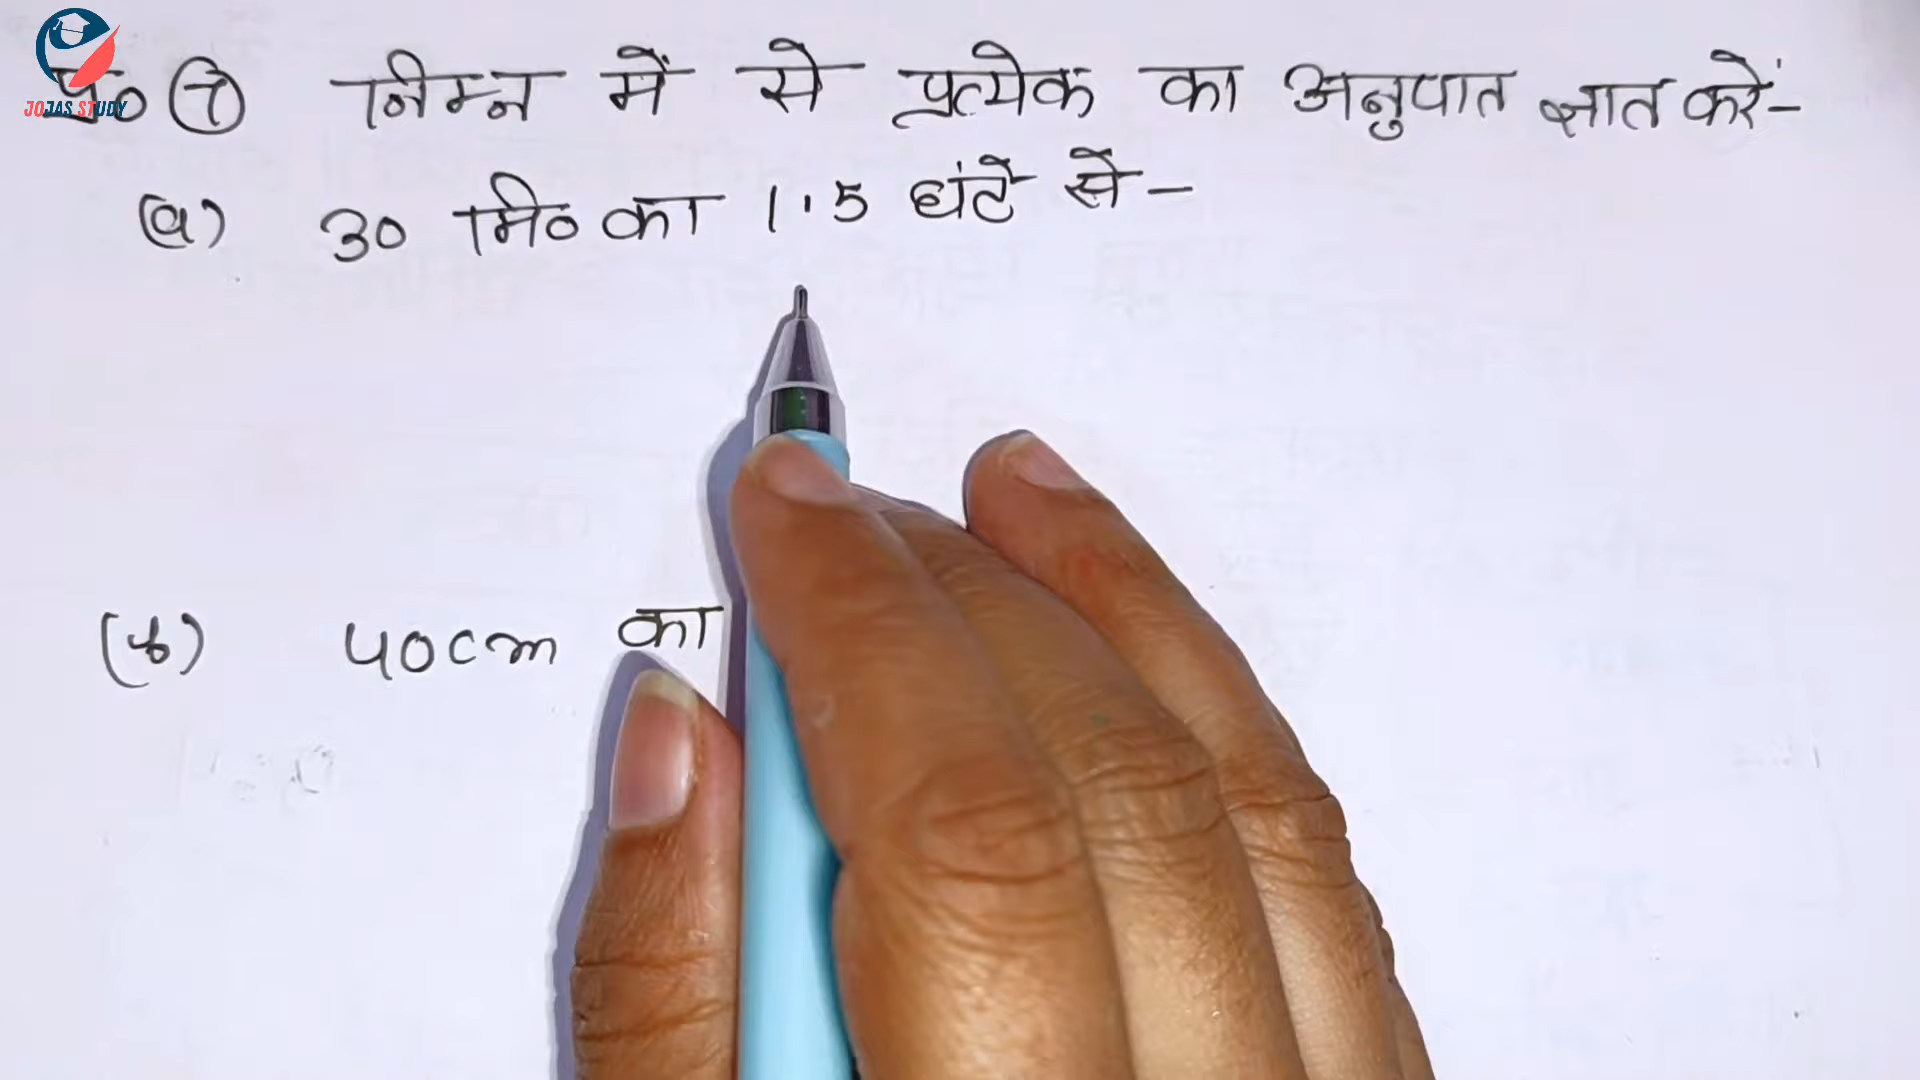 JOJAS STUDY
प्र० ⑦ निम्न में से प्रत्येक का अनुपात ज्ञात करें-
(a) 30 मि० का 1.5 घंटे से-
(b) 40cm का